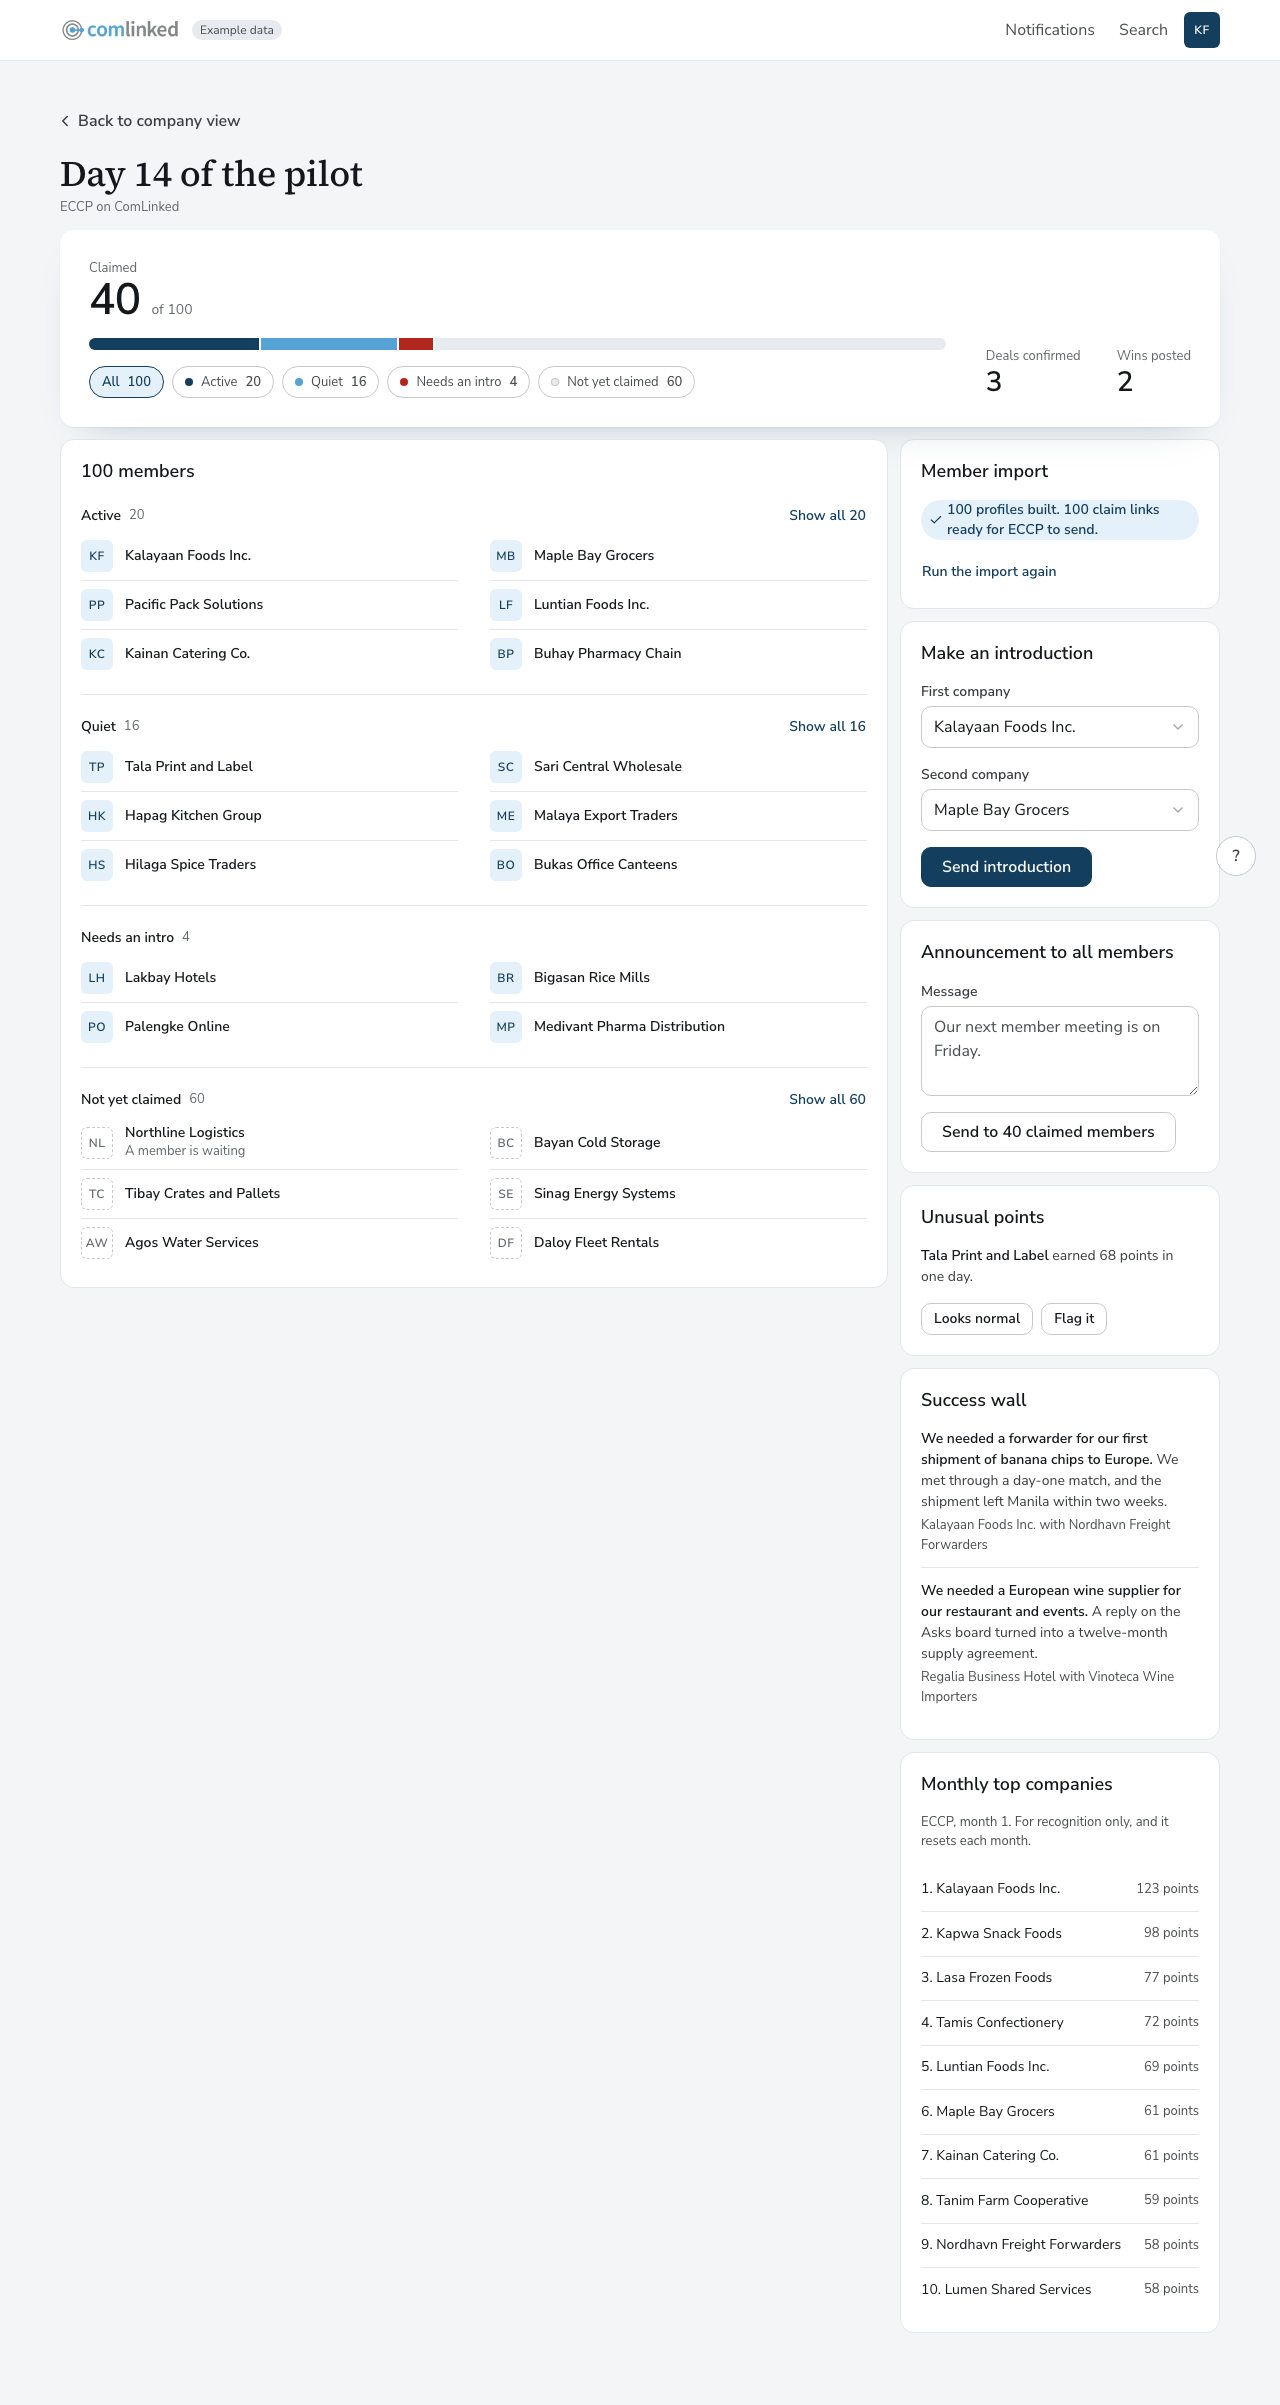 comlinked
Example data
Notifications
Search
KF
Back to company view
Day 14 of the pilot
ECCP on ComLinked
Claimed
40 of 100
All 100
Active 20
Quiet 16
Needs an intro 4
Not yet claimed 60
Deals confirmed
3
Wins posted
2
100 members
Active 20
Show all 20
KF Kalayaan Foods Inc.
MB Maple Bay Grocers
PP Pacific Pack Solutions
LF Luntian Foods Inc.
KC Kainan Catering Co.
BP Buhay Pharmacy Chain
Quiet 16
Show all 16
TP Tala Print and Label
SC Sari Central Wholesale
HK Hapag Kitchen Group
ME Malaya Export Traders
HS Hilaga Spice Traders
BO Bukas Office Canteens
Needs an intro 4
LH Lakbay Hotels
BR Bigasan Rice Mills
PO Palengke Online
MP Medivant Pharma Distribution
Not yet claimed 60
Show all 60
NL Northline Logistics
A member is waiting
BC Bayan Cold Storage
TC Tibay Crates and Pallets
SE Sinag Energy Systems
AW Agos Water Services
DF Daloy Fleet Rentals
Member import
100 profiles built. 100 claim links
ready for ECCP to send.
Run the import again
Make an introduction
First company
Kalayaan Foods Inc.
Second company
Maple Bay Grocers
Send introduction
?
Announcement to all members
Message
Our next member meeting is on
Friday.
Send to 40 claimed members
Unusual points
Tala Print and Label earned 68 points in
one day.
Looks normal
Flag it
Success wall
We needed a forwarder for our first
shipment of banana chips to Europe. We
met through a day-one match, and the
shipment left Manila within two weeks.
Kalayaan Foods Inc. with Nordhavn Freight
Forwarders
We needed a European wine supplier for
our restaurant and events. A reply on the
Asks board turned into a twelve-month
supply agreement.
Regalia Business Hotel with Vinoteca Wine
Importers
Monthly top companies
ECCP, month 1. For recognition only, and it
resets each month.
1. Kalayaan Foods Inc. 123 points
2. Kapwa Snack Foods 98 points
3. Lasa Frozen Foods 77 points
4. Tamis Confectionery 72 points
5. Luntian Foods Inc. 69 points
6. Maple Bay Grocers 61 points
7. Kainan Catering Co. 61 points
8. Tanim Farm Cooperative 59 points
9. Nordhavn Freight Forwarders 58 points
10. Lumen Shared Services 58 points